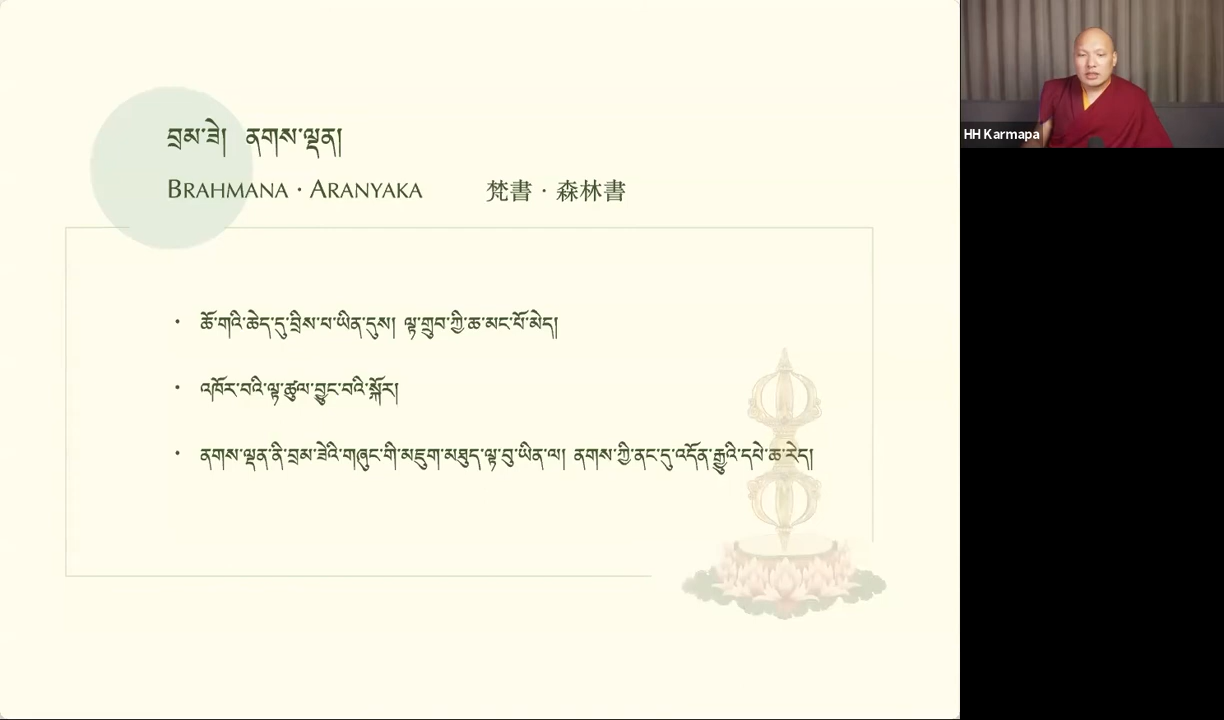 བྲམ་ཟེ། ནགས་ལྡན།
BRAHMANA · ARANYAKA 梵書 · 森林書
• ཆོ་གའི་ཆེད་དུ་བྲིས་པ་ཡིན་དུས། ལྟ་གྲུབ་ཀྱི་ཆ་མང་པོ་མེད།
• འཁོར་བའི་ལྟ་ཚུལ་བྱུང་བའི་སྐོར།
• ནགས་ལྡན་ནི་བྲམ་ཟེའི་གཞུང་གི་མཇུག་མཐུད་ལྟ་བུ་ཡིན་ལ། ནགས་ཀྱི་ནང་དུ་འདོན་རྒྱུའི་དཔེ་ཆ་རེད།
HH Karmapa